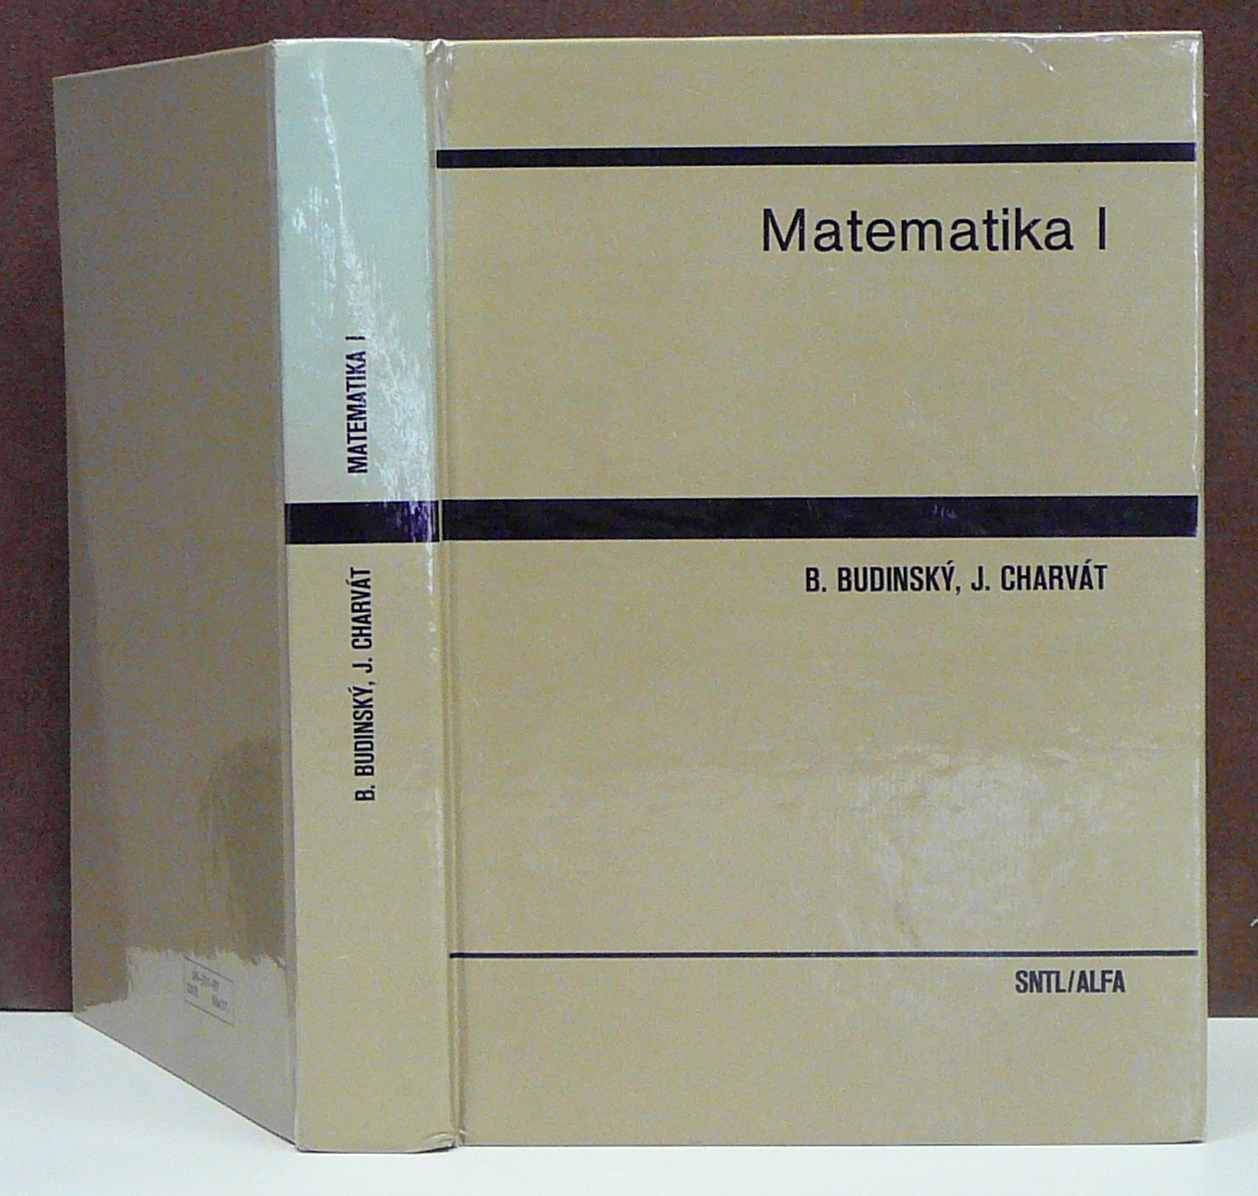 Matematika I
B. BUDINSKÝ, J. CHARVÁT
SNTL/ALFA
MATEMATIKA I
B. BUDINSKÝ, J. CHARVÁT